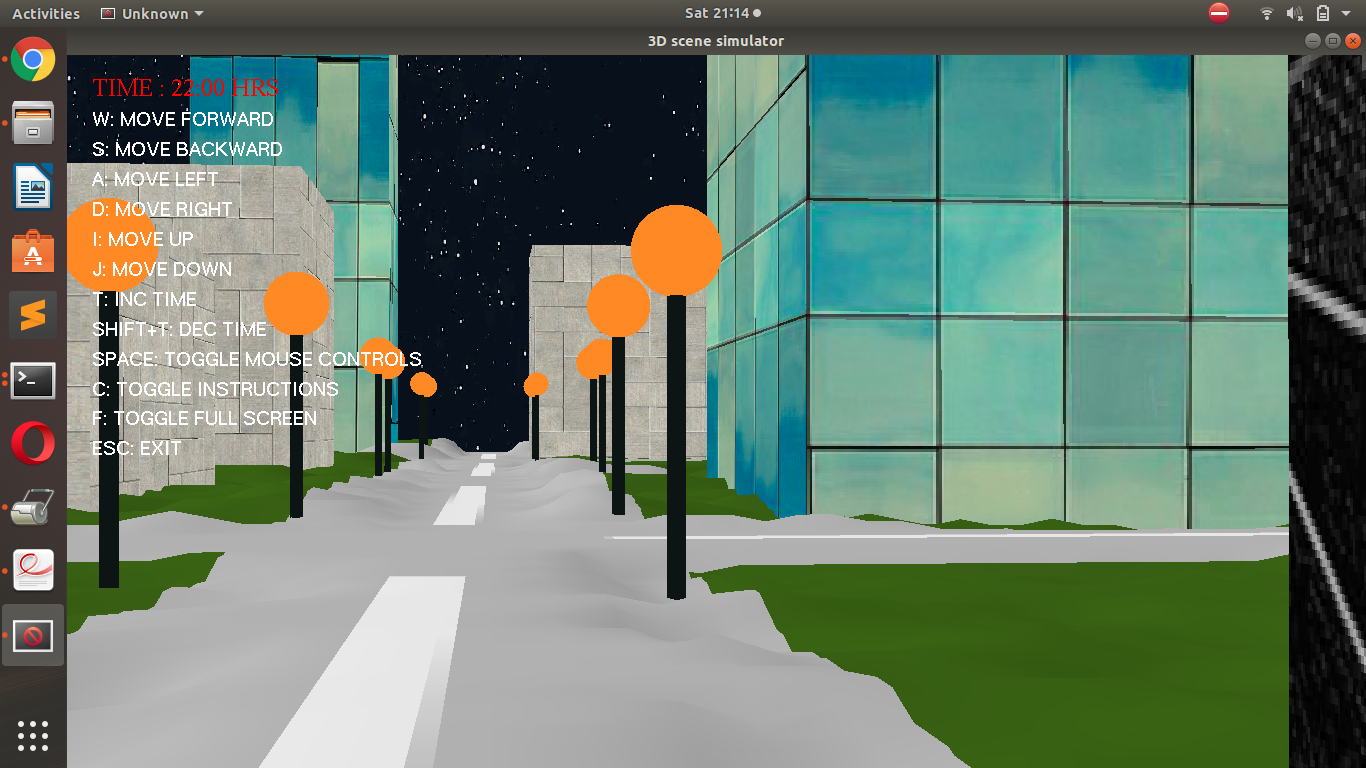 Activities Unknown Sat 21:14
3D scene simulator
TIME : 22:00 HRS
W: MOVE FORWARD
S: MOVE BACKWARD
A: MOVE LEFT
D: MOVE RIGHT
I: MOVE UP
J: MOVE DOWN
T: INC TIME
SHIFT+T: DEC TIME
SPACE: TOGGLE MOUSE CONTROLS
C: TOGGLE INSTRUCTIONS
F: TOGGLE FULL SCREEN
ESC: EXIT